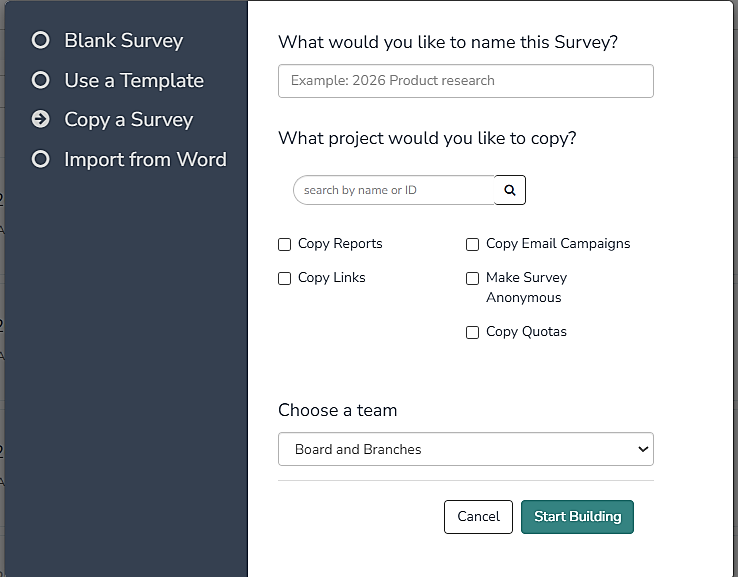 Blank Survey
Use a Template
Copy a Survey
Import from Word
What would you like to name this Survey?
Example: 2026 Product research
What project would you like to copy?
search by name or ID
Copy Reports
Copy Email Campaigns
Copy Links
Make Survey
Anonymous
Copy Quotas
Choose a team
Board and Branches
Cancel
Start Building